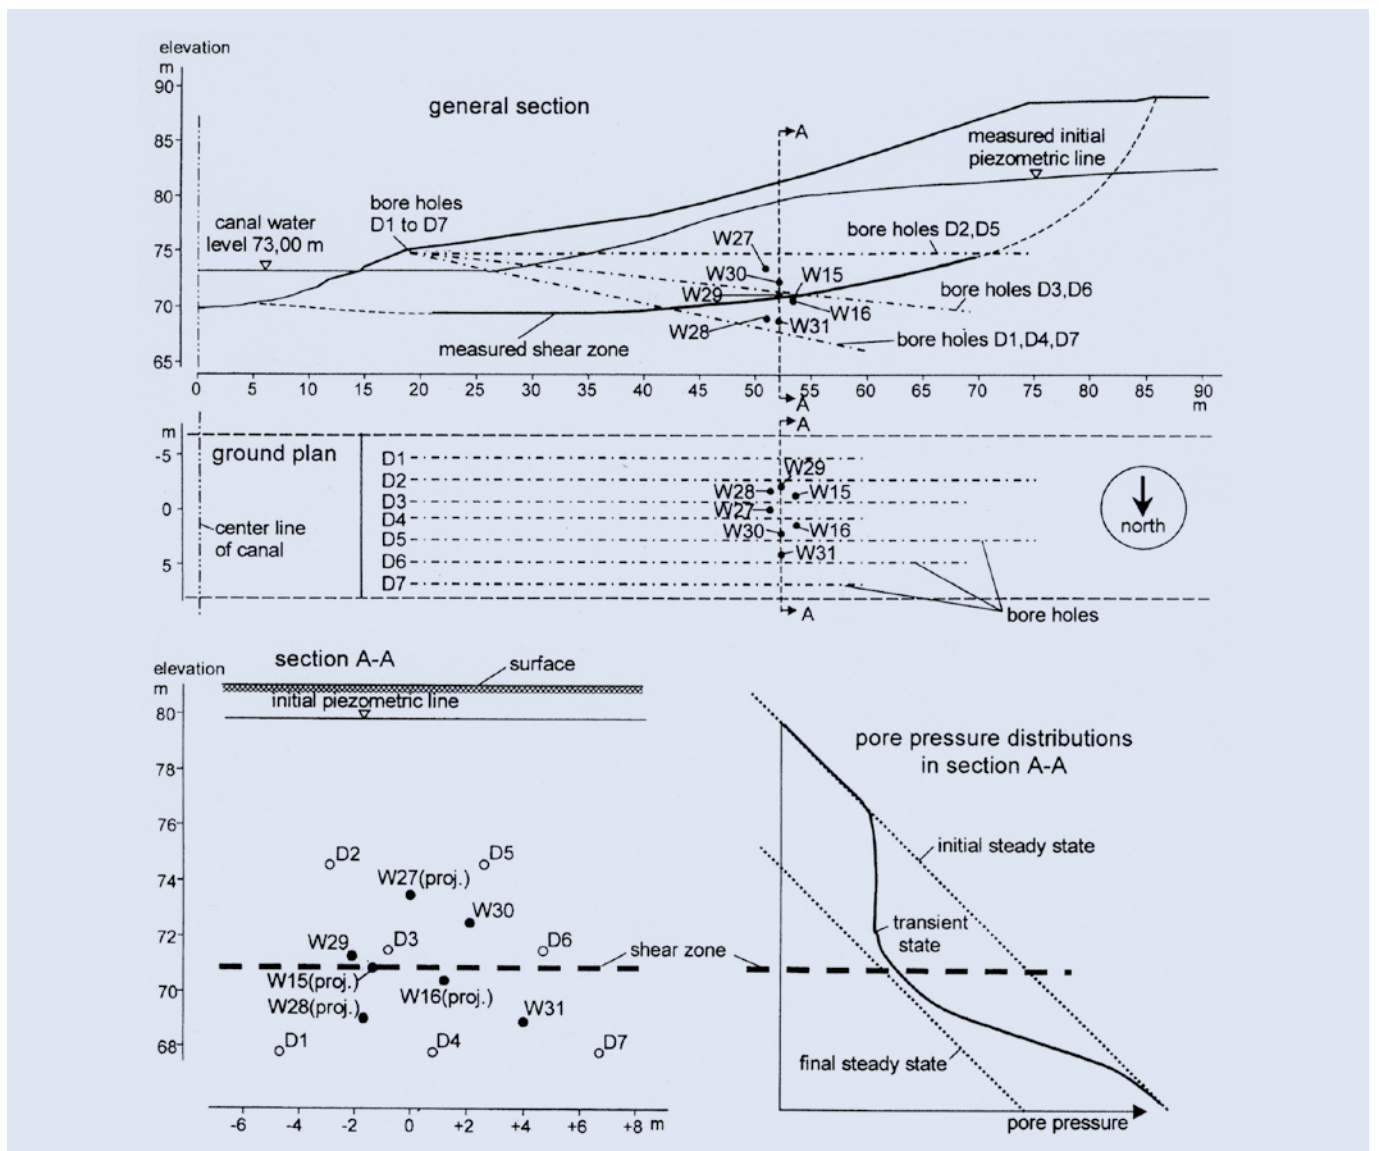 elevation
m
general section
90
85
80
75
70
65
A
measured initial
piezometric line
bore holes
D1 to D7
canal water
level 73,00 m
W27
bore holes D2,D5
W30
W15
W29
bore holes D3,D6
W16
W28
W31
bore holes D1,D4,D7
measured shear zone
0 5 10 15 20 25 30 35 40 45 50 55 60 65 70 75 80 85 90
m
A
A
m
-5
0
5
ground plan
D1
D2
D3
D4
D5
D6
D7
W29
W28
W15
W27
W30
W16
W31
center line
of canal
north
A
bore holes
elevation
m
section A-A
surface
initial piezometric line
80
78
76
74
72
70
68
D2
D5
W27(proj.)
W30
W29
D3
D6
shear zone
W15(proj.)
W16(proj.)
W28(proj.)
W31
D1
D4
D7
-6 -4 -2 0 +2 +4 +6 +8 m
pore pressure distributions
in section A-A
initial steady state
transient
state
final steady state
pore pressure